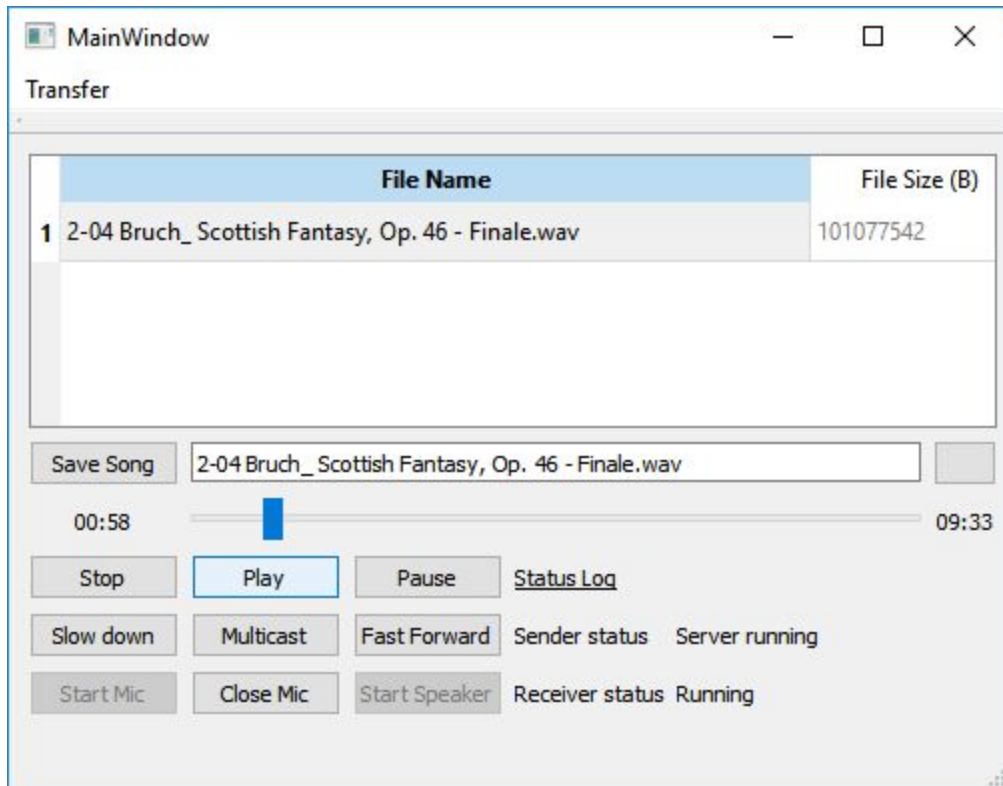 MainWindow
Transfer
File Name File Size (B)
1 2-04 Bruch_ Scottish Fantasy, Op. 46 - Finale.wav 101077542
Save Song 2-04 Bruch_ Scottish Fantasy, Op. 46 - Finale.wav
00:58 09:33
Stop Play Pause Status Log
Slow down Multicast Fast Forward Sender status Server running
Start Mic Close Mic Start Speaker Receiver status Running